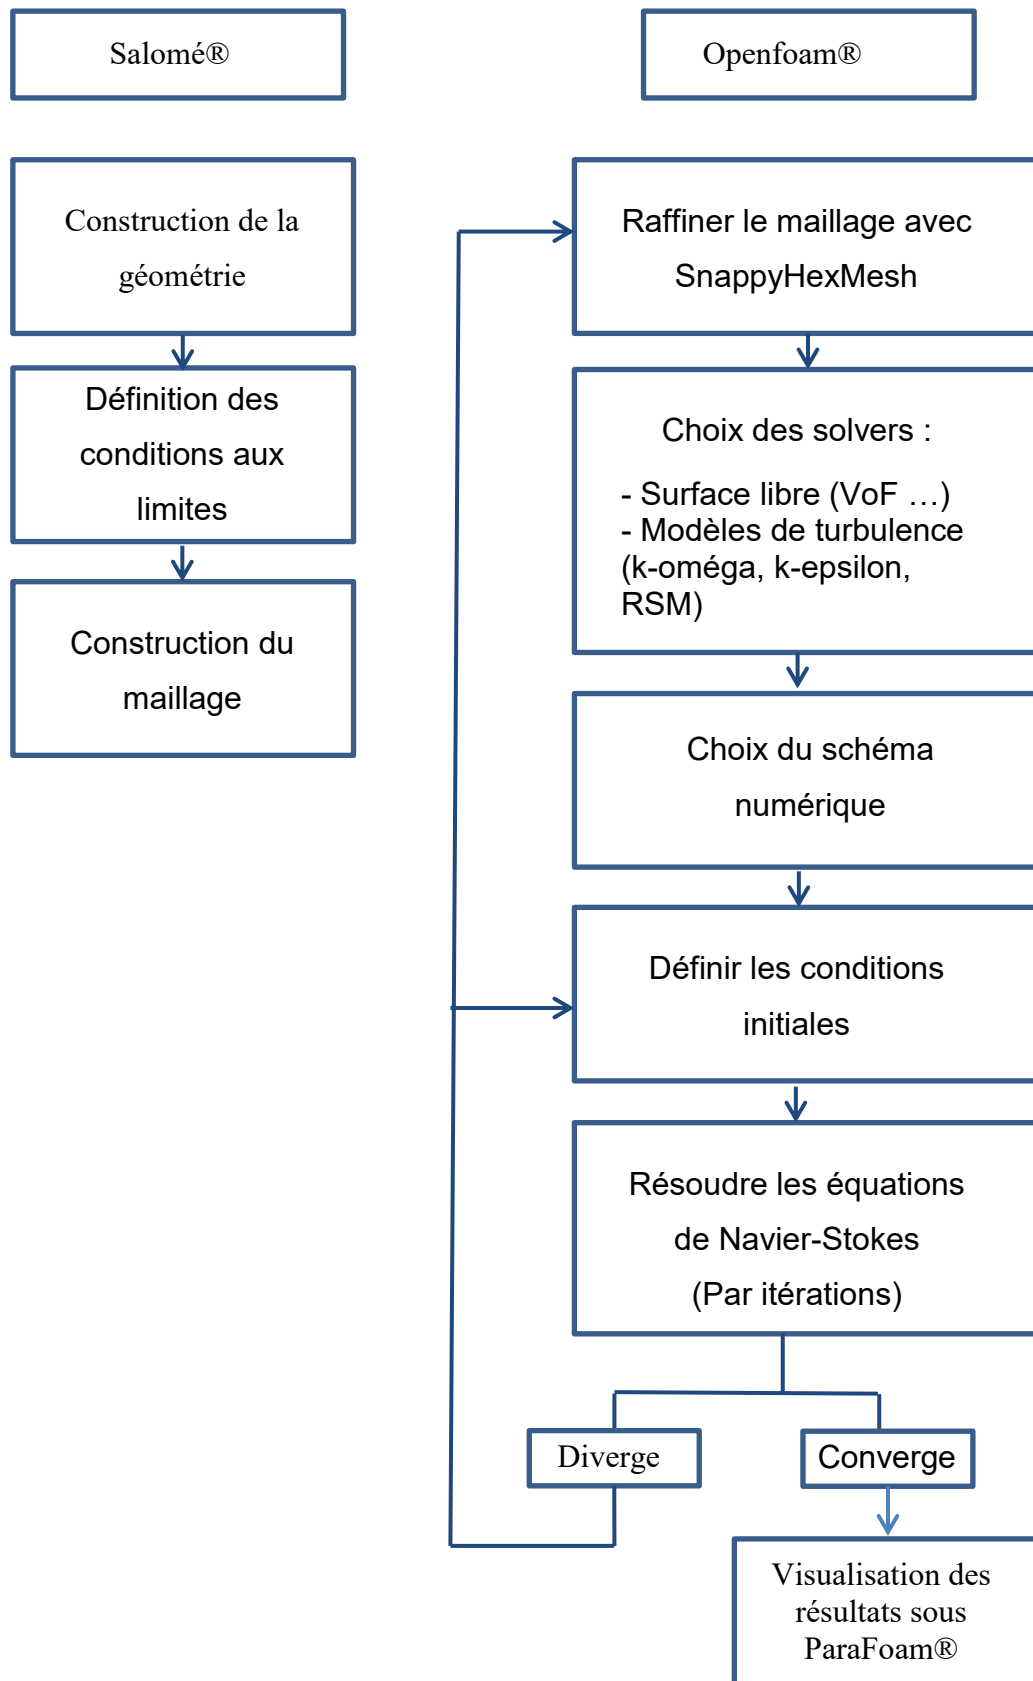 Salomé®
Openfoam®
Construction de la
géométrie
Définition des
conditions aux
limites
Construction du
maillage
Raffiner le maillage avec
SnappyHexMesh
Choix des solvers :
- Surface libre (VoF …)
- Modèles de turbulence
(k-oméga, k-epsilon,
RSM)
Choix du schéma
numérique
Définir les conditions
initiales
Résoudre les équations
de Navier-Stokes
(Par itérations)
Diverge
Converge
Visualisation des
résultats sous
ParaFoam®